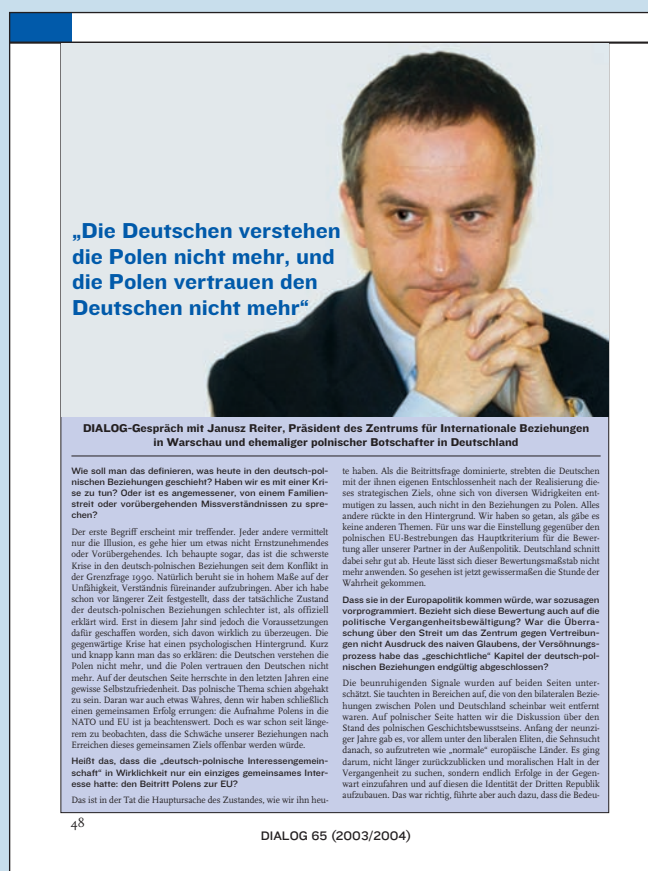 „Die Deutschen verstehen
die Polen nicht mehr, und
die Polen vertrauen den
Deutschen nicht mehr“
DIALOG-Gespräch mit Janusz Reiter, Präsident des Zentrums für Internationale Beziehungen
in Warschau und ehemaliger polnischer Botschafter in Deutschland
Wie soll man das definieren, was heute in den deutsch-pol-
nischen Beziehungen geschieht? Haben wir es mit einer Kri-
se zu tun? Oder ist es angemessener, von einem Familien-
streit oder vorübergehenden Missverständnissen zu spre-
chen?
Der erste Begriff erscheint mir treffender. Jeder andere vermittelt
nur die Illusion, es gehe hier um etwas nicht Ernstzunehmendes
oder Vorübergehendes. Ich behaupte sogar, das ist die schwerste
Krise in den deutsch-polnischen Beziehungen seit dem Konflikt in
der Grenzfrage 1990. Natürlich beruht sie in hohem Maße auf der
Unfähigkeit, Verständnis füreinander aufzubringen. Aber ich habe
schon vor längerer Zeit festgestellt, dass der tatsächliche Zustand
der deutsch-polnischen Beziehungen schlechter ist, als offiziell
erklärt wird. Erst in diesem Jahr sind jedoch die Voraussetzungen
dafür geschaffen worden, sich davon wirklich zu überzeugen. Die
gegenwärtige Krise hat einen psychologischen Hintergrund. Kurz
und knapp kann man das so erklären: die Deutschen verstehen die
Polen nicht mehr, und die Polen vertrauen den Deutschen nicht
mehr. Auf der deutschen Seite herrschte in den letzten Jahren eine
gewisse Selbstzufriedenheit. Das polnische Thema schien abgehakt
zu sein. Daran war auch etwas Wahres, denn wir haben schließlich
einen gemeinsamen Erfolg errungen: die Aufnahme Polens in die
NATO und EU ist ja beachtenswert. Doch es war schon seit länge-
rem zu beobachten, dass die Schwäche unserer Beziehungen nach
Erreichen dieses gemeinsamen Ziels offenbar werden würde.
Heißt das, dass die „deutsch-polnische Interessengemein-
schaft“ in Wirklichkeit nur ein einziges gemeinsames Inter-
esse hatte: den Beitritt Polens zur EU?
Das ist in der Tat die Hauptursache des Zustandes, wie wir ihn heu-
te haben. Als die Beitrittsfrage dominierte, strebten die Deutschen
mit der ihnen eigenen Entschlossenheit nach der Realisierung die-
ses strategischen Ziels, ohne sich von diversen Widrigkeiten ent-
mutigen zu lassen, auch nicht in den Beziehungen zu Polen. Alles
andere rückte in den Hintergrund. Wir haben so getan, als gäbe es
keine anderen Themen. Für uns war die Einstellung gegenüber den
polnischen EU-Bestrebungen das Hauptkriterium für die Bewer-
tung aller unserer Partner in der Außenpolitik. Deutschland schnitt
dabei sehr gut ab. Heute lässt sich dieser Bewertungsmaßstab nicht
mehr anwenden. So gesehen ist jetzt gewissermaßen die Stunde der
Wahrheit gekommen.
Dass sie in der Europapolitik kommen würde, war sozusagen
vorprogrammiert. Bezieht sich diese Bewertung auch auf die
politische Vergangenheitsbewältigung? War die Überra-
schung über den Streit um das Zentrum gegen Vertreibun-
gen nicht Ausdruck des naiven Glaubens, der Versöhnungs-
prozess habe das „geschichtliche“ Kapitel der deutsch-pol-
nischen Beziehungen endgültig abgeschlossen?
Die beunruhigenden Signale wurden auf beiden Seiten unter-
schätzt. Sie tauchten in Bereichen auf, die von den bilateralen Bezie-
hungen zwischen Polen und Deutschland scheinbar weit entfernt
waren. Auf polnischer Seite hatten wir die Diskussion über den
Stand des polnischen Geschichtsbewusstseins. Anfang der neunzi-
ger Jahre gab es, vor allem unter den liberalen Eliten, die Sehnsucht
danach, so aufzutreten wie „normale“ europäische Länder. Es ging
darum, nicht länger zurückzublicken und moralischen Halt in der
Vergangenheit zu suchen, sondern endlich Erfolge in der Gegen-
wart einzufahren und auf diesen die Identität der Dritten Republik
aufzubauen. Das war richtig, führte aber auch dazu, dass die Bedeu-
48
DIALOG 65 (2003/2004)